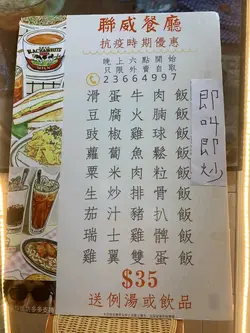 聯威餐廳
抗疫時期優惠
晚上六點開始
只限外賣自取
23664997
滑蛋牛肉飯
豆腐火腩飯
豉椒雞球飯
蘿蔔魚鬆飯
粟米肉粒飯
生炒排骨飯
茄汁豬扒飯
瑞士雞髀飯
雞翼雙蛋飯
$35
送例湯或飲品
即叫即炒